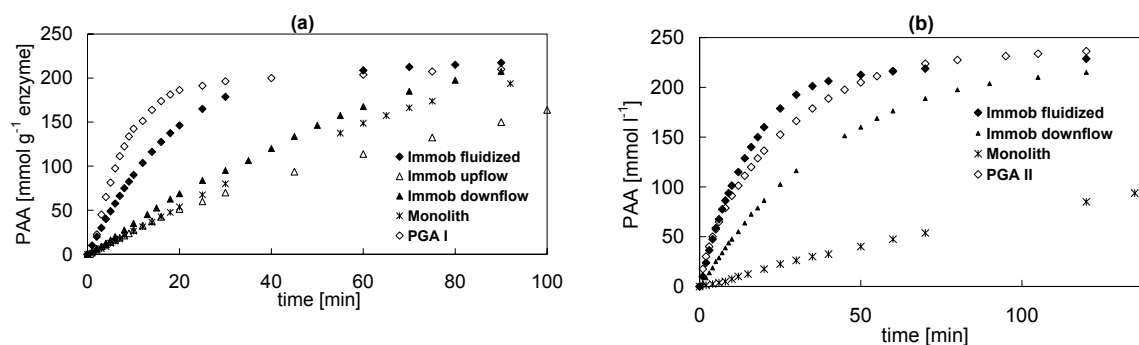 (a)
PAA [mmol g⁻¹ enzyme]
250
200
150
100
50
0
0 20 40 60 80 100
time [min]
Immob fluidized
Immob upflow
Immob downflow
Monolith
PGA I
(b)
PAA [mmol l⁻¹]
250
200
150
100
50
0
0 50 100
time [min]
Immob fluidized
Immob downflow
Monolith
PGA II